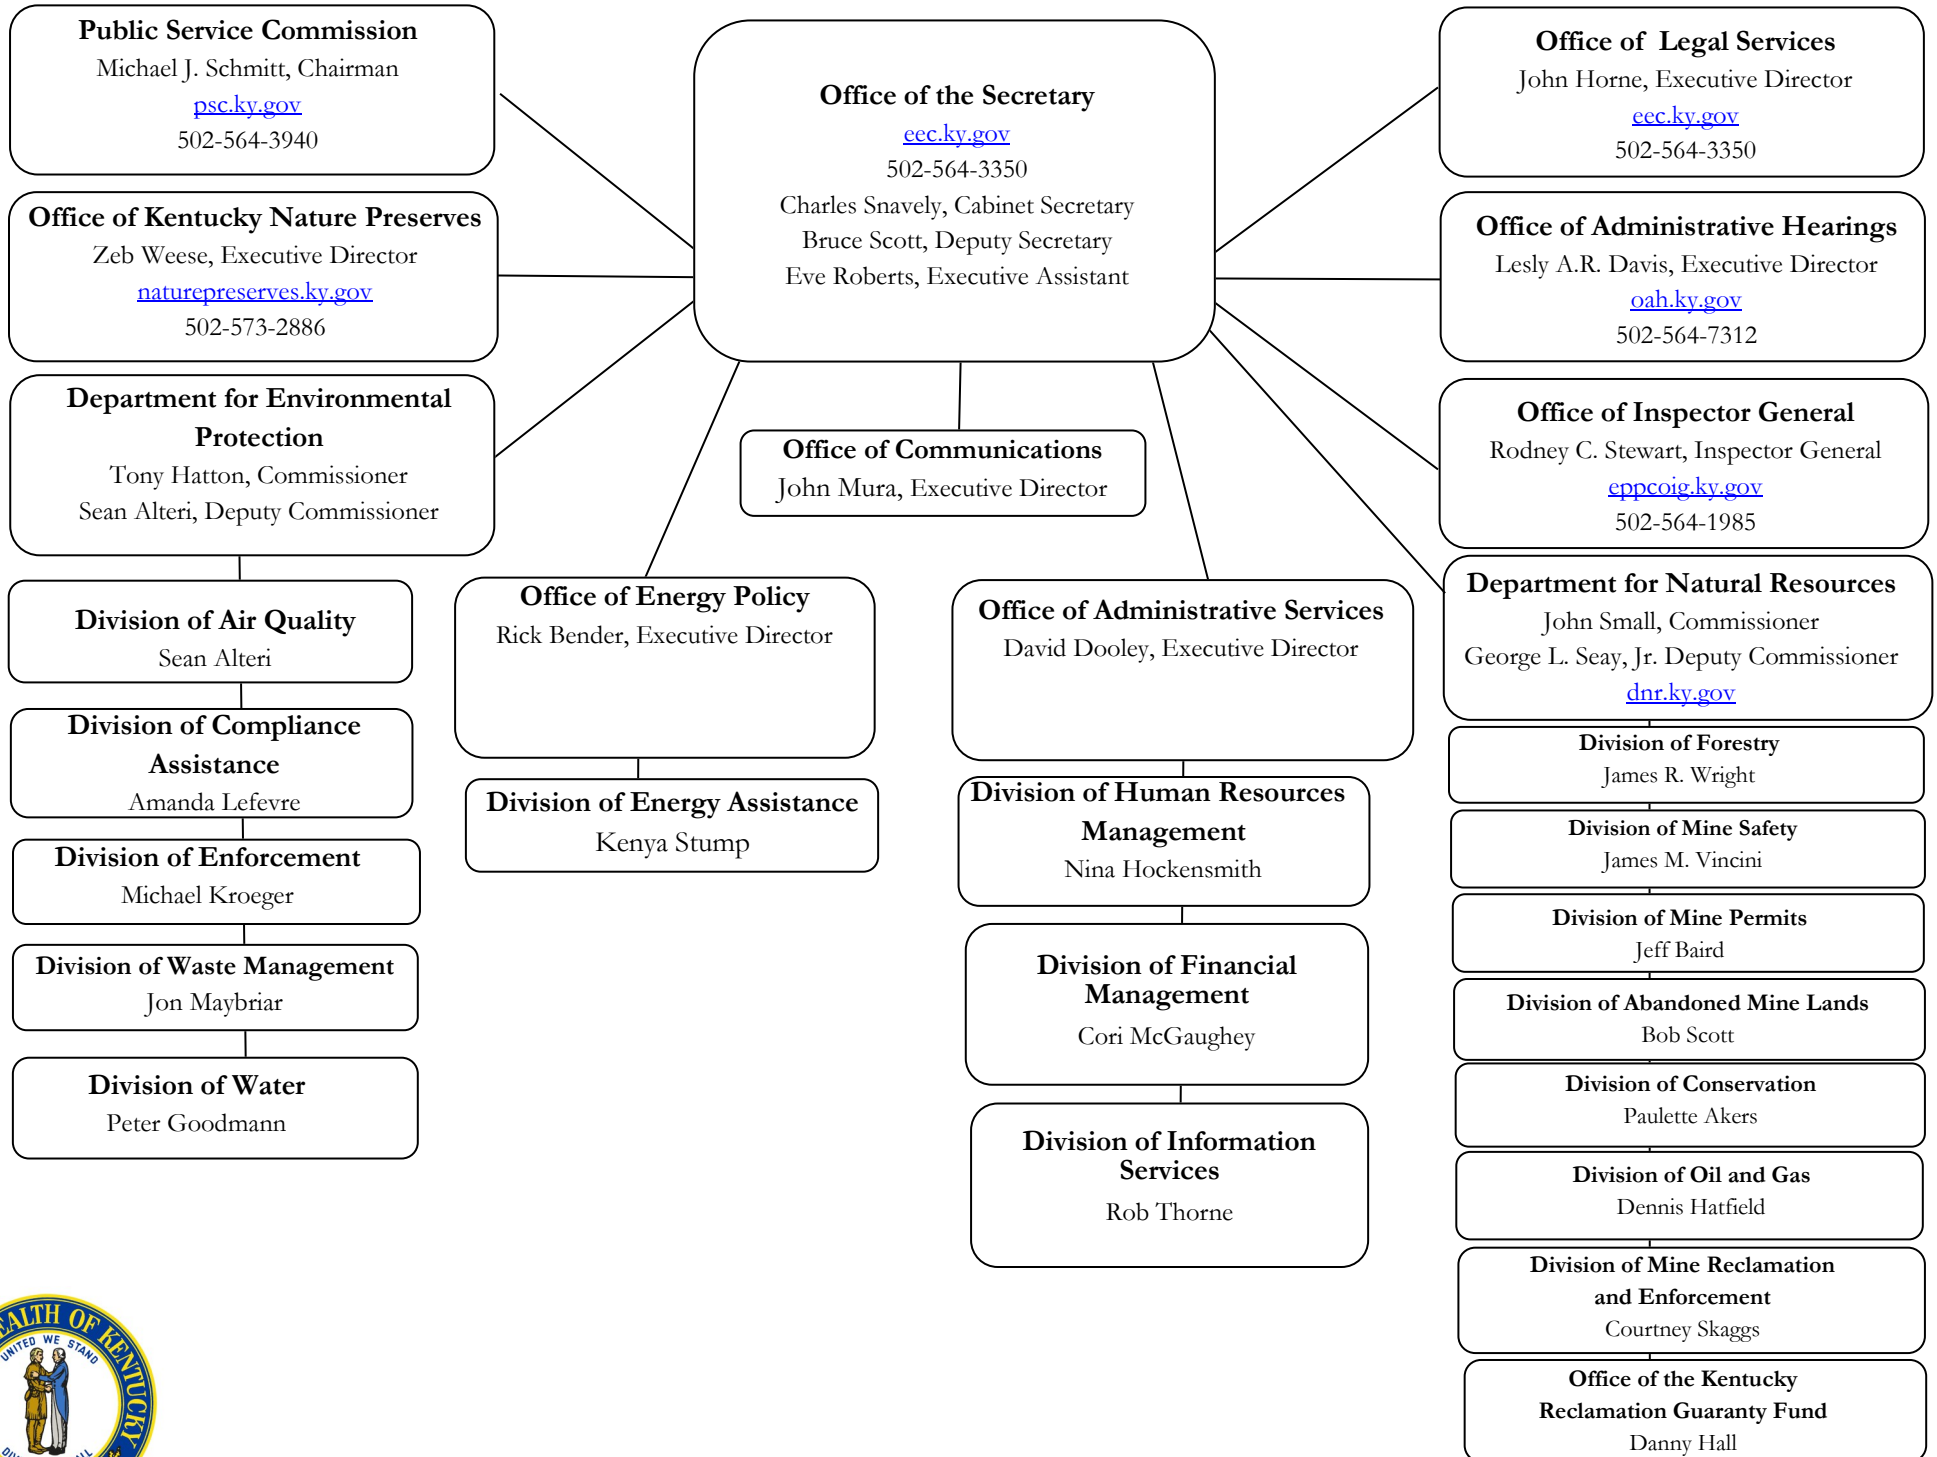 Public Service Commission
Michael J. Schmitt, Chairman
psc.ky.gov
502-564-3940
Office of Kentucky Nature Preserves
Zeb Weese, Executive Director
naturepreserves.ky.gov
502-573-2886
Department for Environmental
Protection
Tony Hatton, Commissioner
Sean Alteri, Deputy Commissioner
Division of Air Quality
Sean Alteri
Division of Compliance
Assistance
Amanda Lefevre
Division of Enforcement
Michael Kroeger
Division of Waste Management
Jon Maybriar
Division of Water
Peter Goodmann
Office of the Secretary
eec.ky.gov
502-564-3350
Charles Snavely, Cabinet Secretary
Bruce Scott, Deputy Secretary
Eve Roberts, Executive Assistant
Office of Communications
John Mura, Executive Director
Office of Energy Policy
Rick Bender, Executive Director
Division of Energy Assistance
Kenya Stump
Office of Administrative Services
David Dooley, Executive Director
Division of Human Resources
Management
Nina Hockensmith
Division of Financial
Management
Cori McGaughey
Division of Information
Services
Rob Thorne
Office of  Legal Services
John Horne, Executive Director
eec.ky.gov
502-564-3350
Office of Administrative Hearings
Lesly A.R. Davis, Executive Director
oah.ky.gov
502-564-7312
Office of Inspector General
Rodney C. Stewart, Inspector General
eppcoig.ky.gov
502-564-1985
Department for Natural Resources
John Small, Commissioner
George L. Seay, Jr. Deputy Commissioner
dnr.ky.gov
Division of Forestry
James R. Wright
Division of Mine Safety
James M. Vincini
Division of Mine Permits
Jeff Baird
Division of Abandoned Mine Lands
Bob Scott
Division of Conservation
Paulette Akers
Division of Oil and Gas
Dennis Hatfield
Division of Mine Reclamation
and Enforcement
Courtney Skaggs
Office of the Kentucky
Reclamation Guaranty Fund
Danny Hall
EALTH OF KENTUCKY
UNITED WE STAND